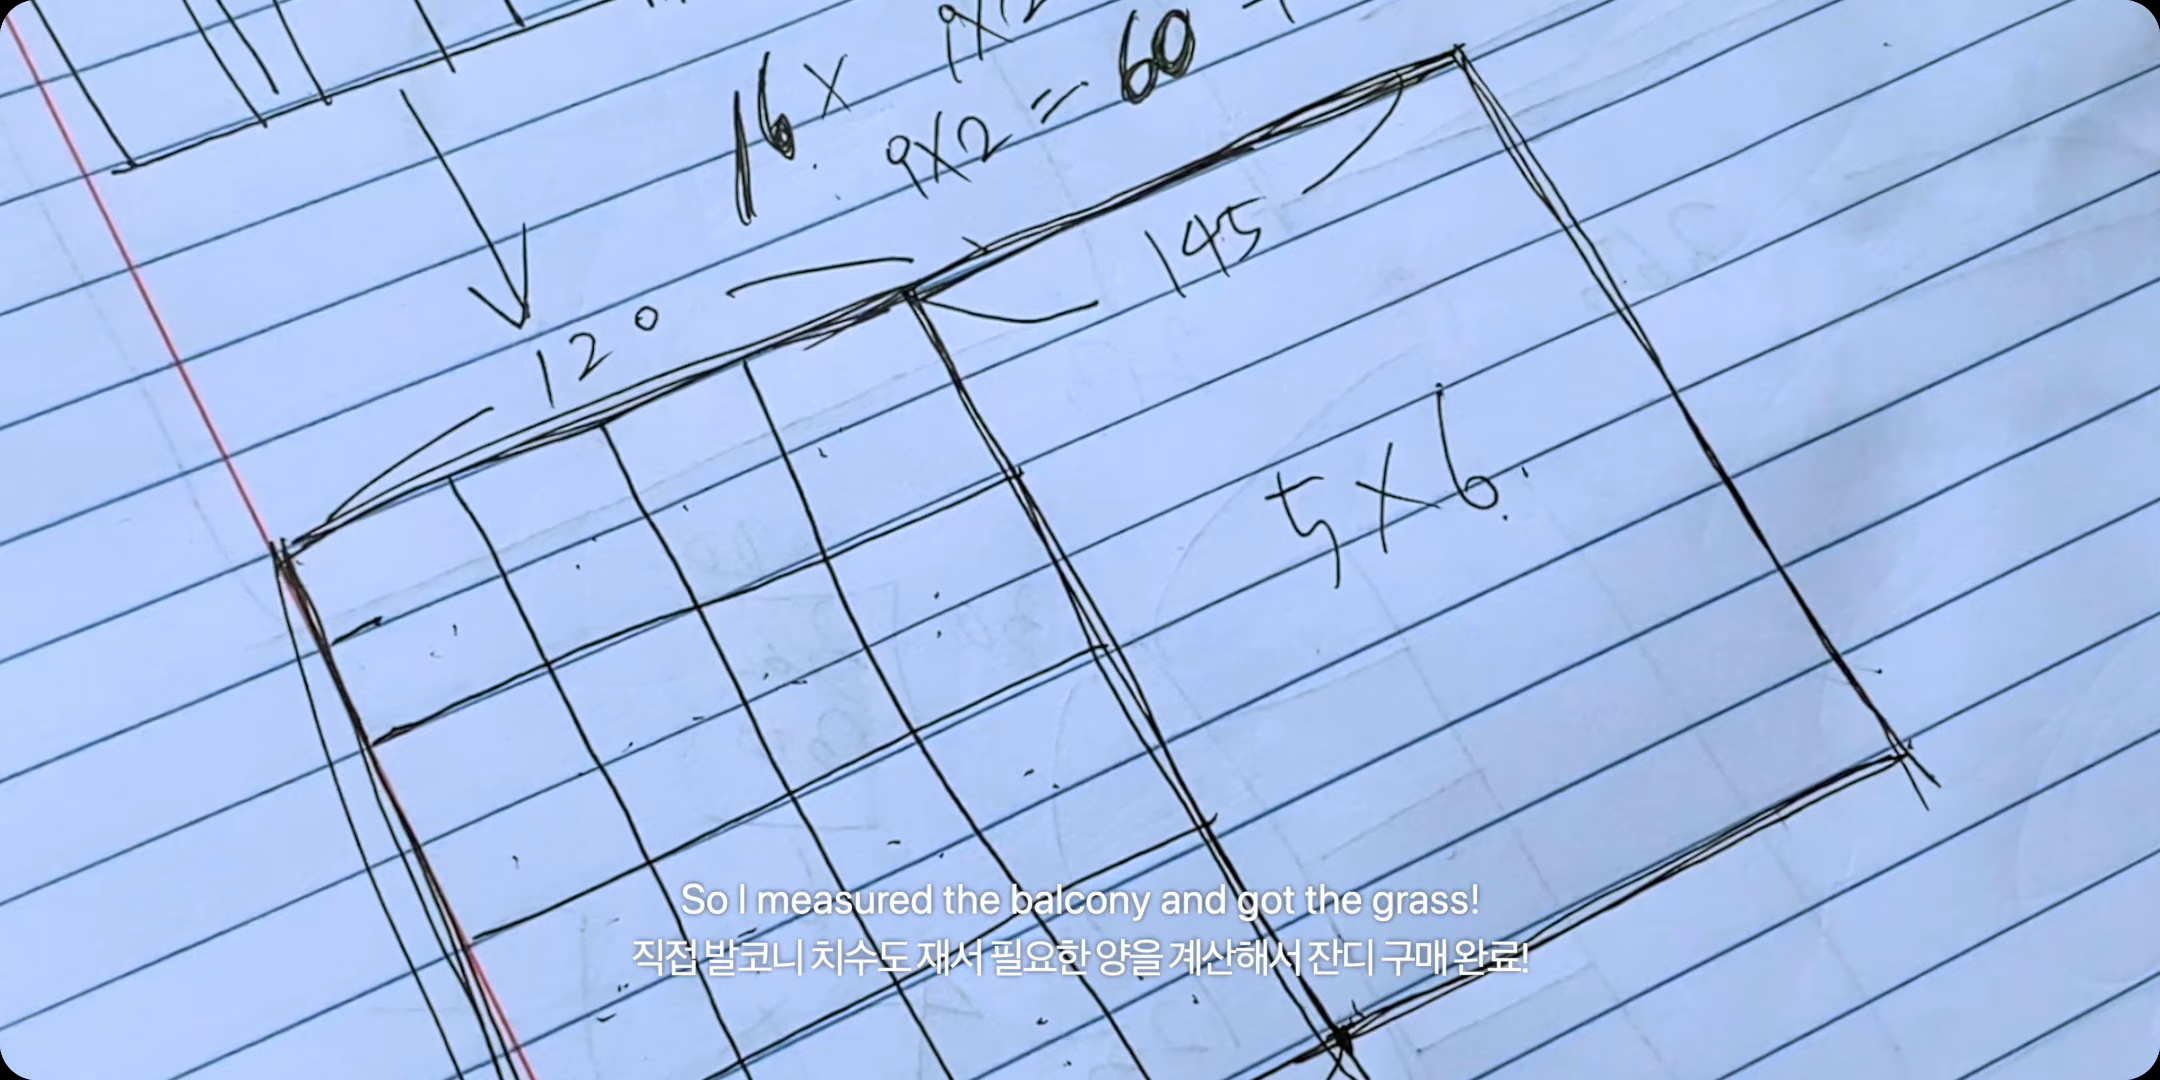 16 x
9x2 = 60
120
145
5x6
So I measured the balcony and got the grass!
직접 발코니 치수도 재서 필요한 양을 계산해서 잔디 구매 완료!